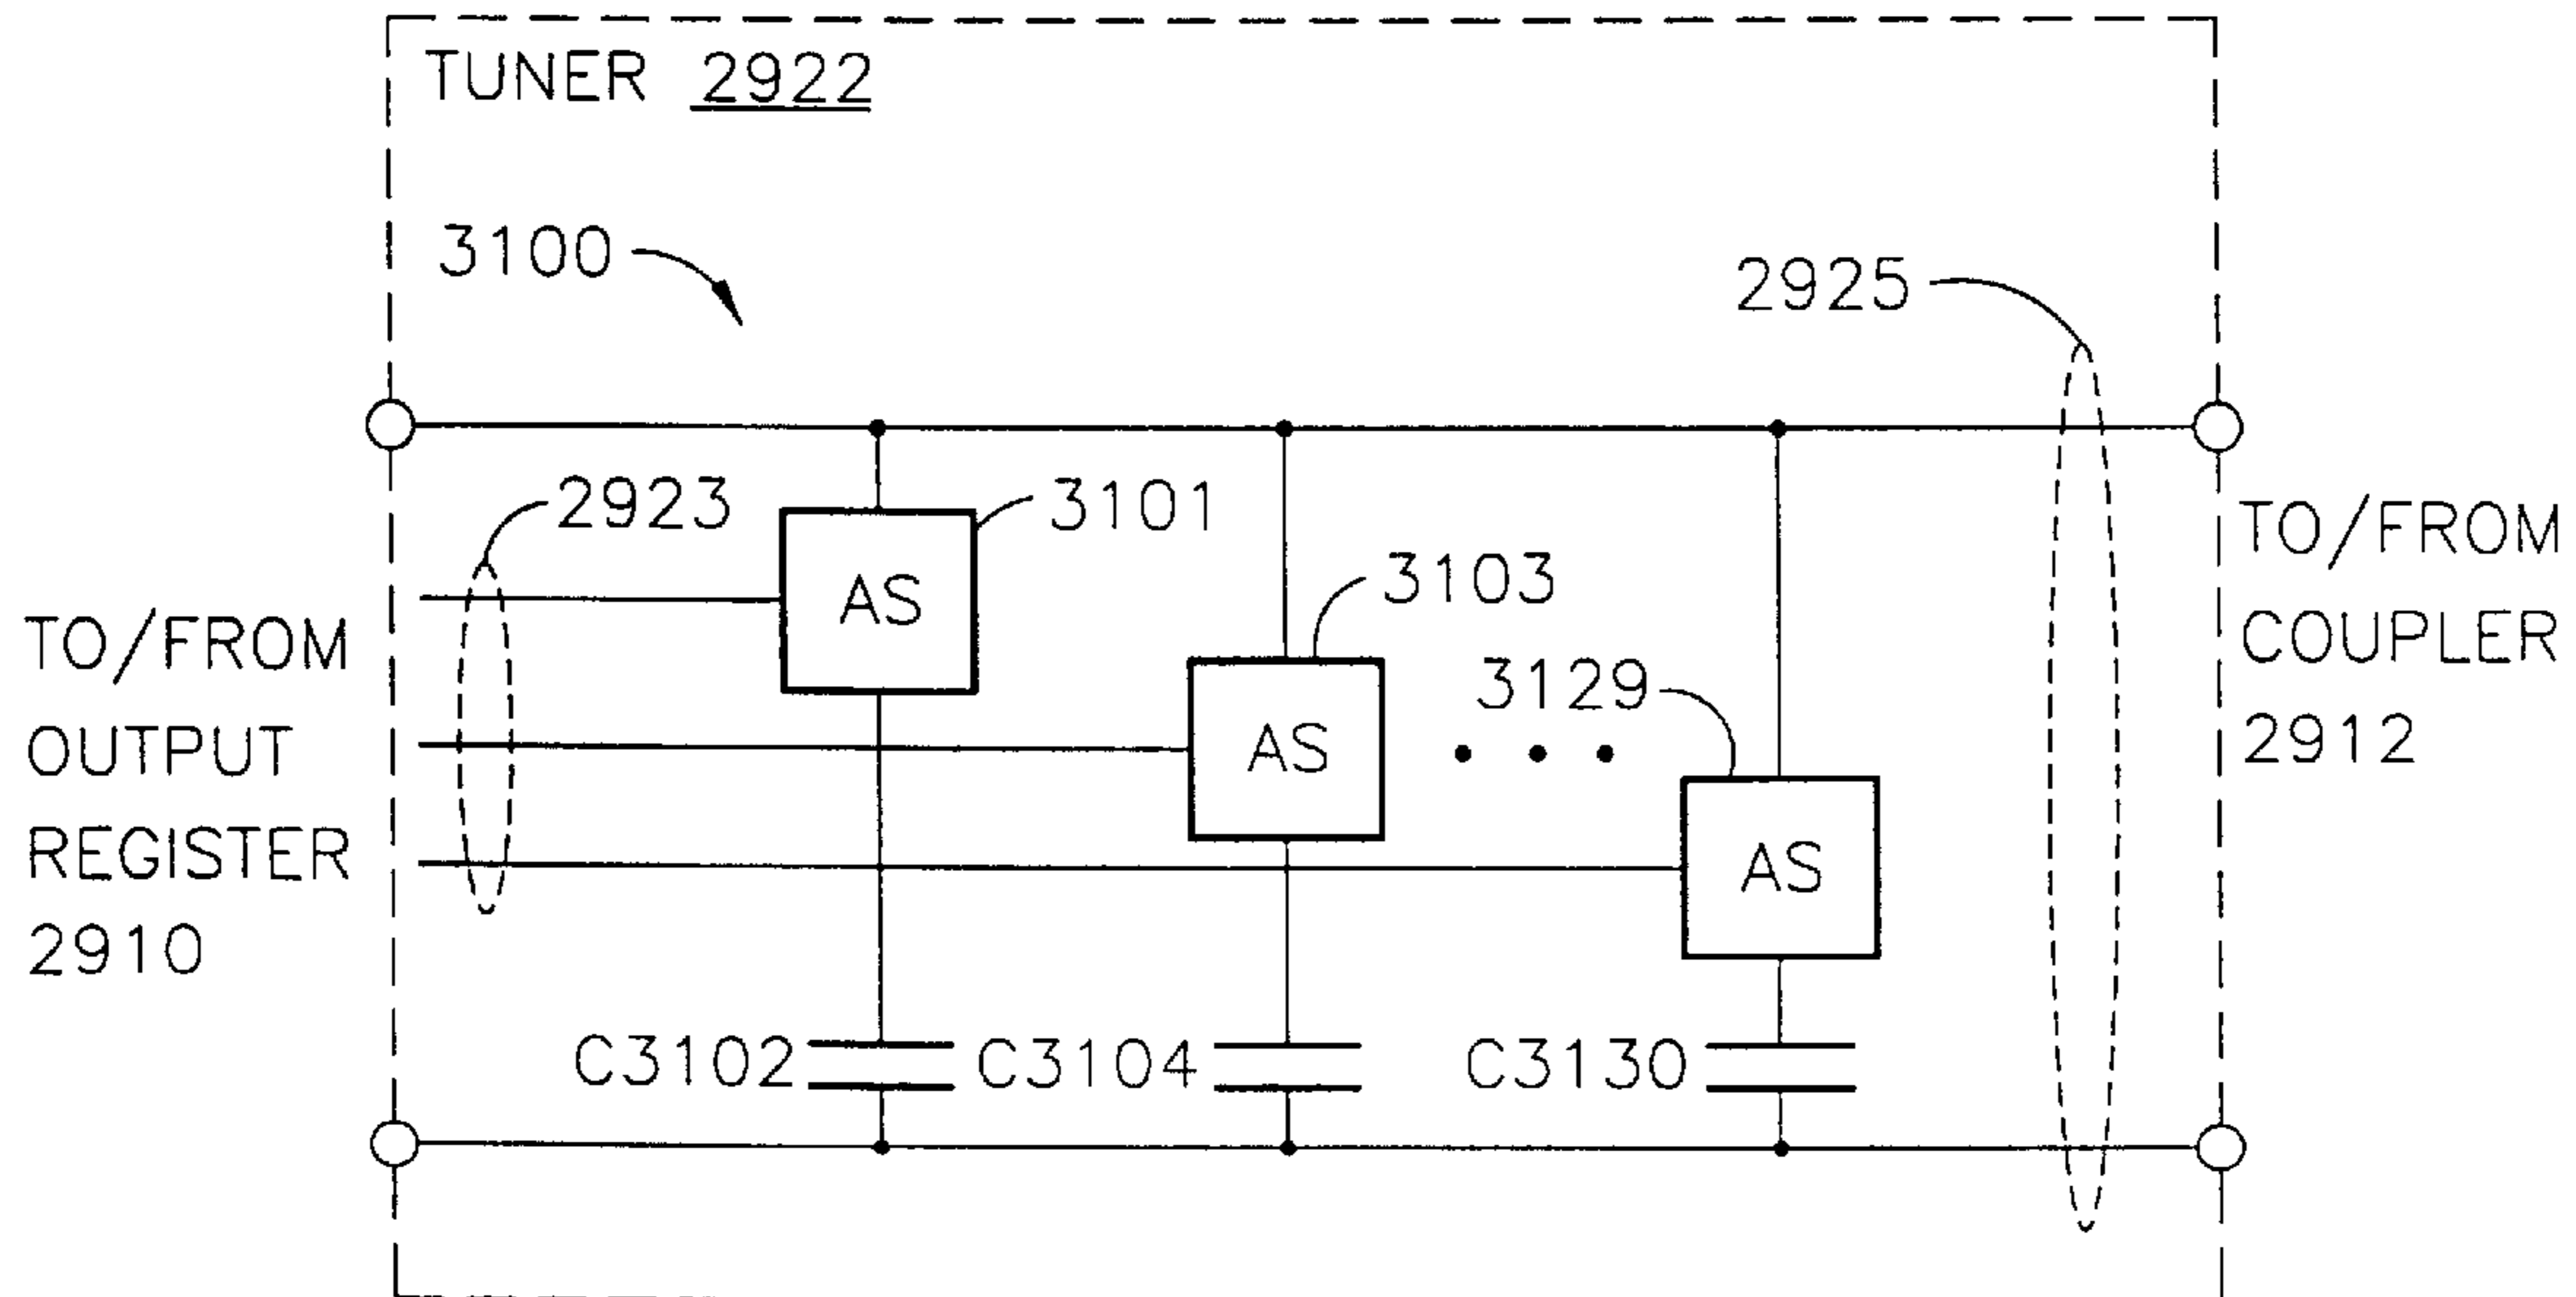 TUNER 2922
3100
2925
2923
3101
AS
TO/FROM
OUTPUT
REGISTER
2910
3103
AS
3129
AS
TO/FROM
COUPLER
2912
C3102
C3104
C3130